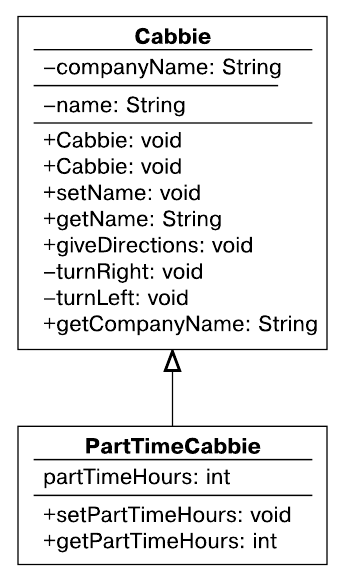 Cabbie
–companyName: String
–name: String
+Cabbie: void
+Cabbie: void
+setName: void
+getName: String
+giveDirections: void
–turnRight: void
–turnLeft: void
+getCompanyName: String
PartTimeCabbie
partTimeHours: int
+setPartTimeHours: void
+getPartTimeHours: int